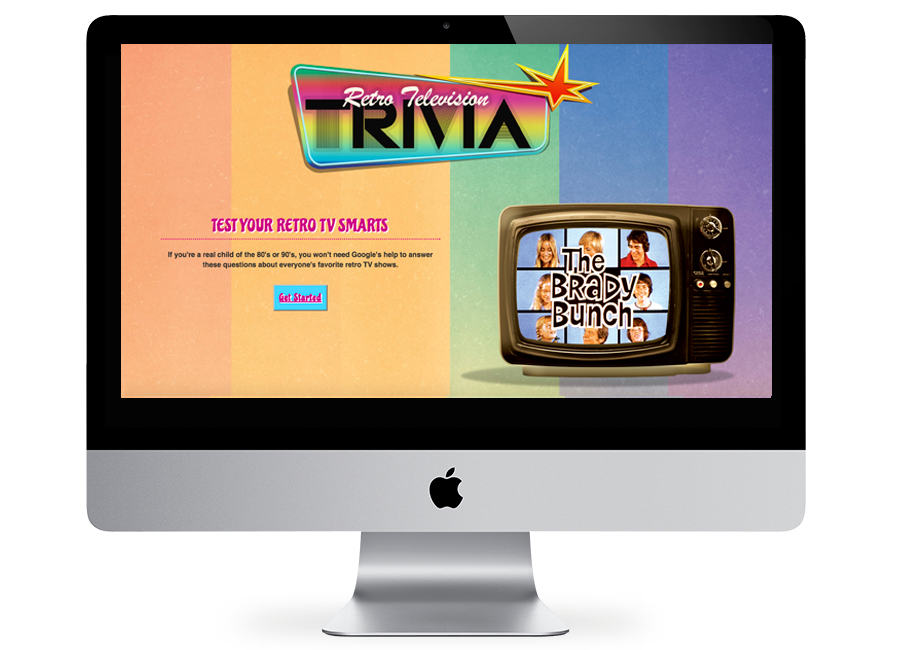 Retro Television
TRIVIA
TEST YOUR RETRO TV SMARTS
If you're a real child of the 80's or 90's, you won't need Google's help to answer
these questions about everyone's favorite retro TV shows.
Get Started
The
BRADY
BUNCH